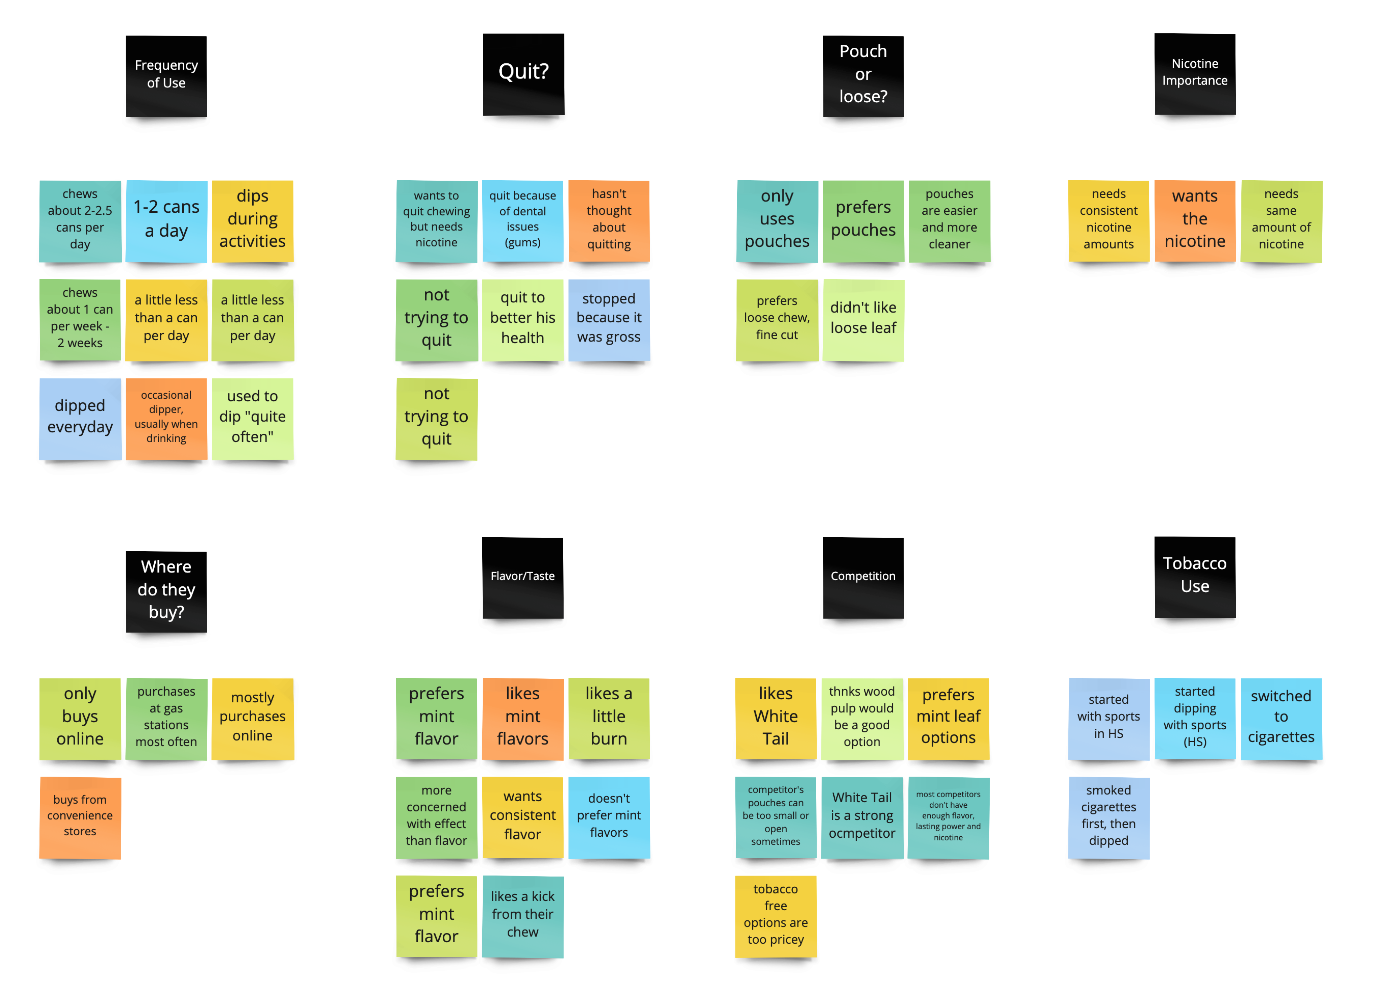 Frequency
of Use
Quit?
Pouch
or
loose?
Nicotine
Importance
chews
about 2-2.5
cans per
day
1-2 cans
a day
dips
during
activities
wants to
quit chewing
but needs
nicotine
quit because
of dental
issues
(gums)
hasn't
thought
about
quitting
only
uses
pouches
prefers
pouches
pouches
are easier
and more
cleaner
needs
consistent
nicotine
amounts
wants
the
nicotine
needs
same
amount of
nicotine
chews
about 1 can
per week -
2 weeks
a little less
than a can
per day
a little less
than a can
per day
not
trying to
quit
quit to
better his
health
stopped
because it
was gross
prefers
loose chew,
fine cut
didn't like
loose leaf
dipped
everyday
occasional
dipper,
usually when
drinking
used to
dip "quite
often"
not
trying to
quit
Where
do they
buy?
Flavor/Taste
Competition
Tobacco
Use
only
buys
online
purchases
at gas
stations
most often
mostly
purchases
online
prefers
mint
flavor
likes
mint
flavors
likes a
little
burn
likes
White
Tail
thnks wood
pulp would
be a good
option
prefers
mint leaf
options
started
with sports
in HS
started
dipping
with sports
(HS)
switched
to
cigarettes
buys from
convenience
stores
more
concerned
with effect
than flavor
wants
consistent
flavor
doesn't
prefer mint
flavors
competitor's
pouches can
be too small or
open
sometimes
White Tail
is a strong
ocmpetitor
most competitors
don't have
enough flavor,
lasting power and
nicotine
smoked
cigarettes
first, then
dipped
prefers
mint
flavor
likes a kick
from their
chew
tobacco
free
options are
too pricey